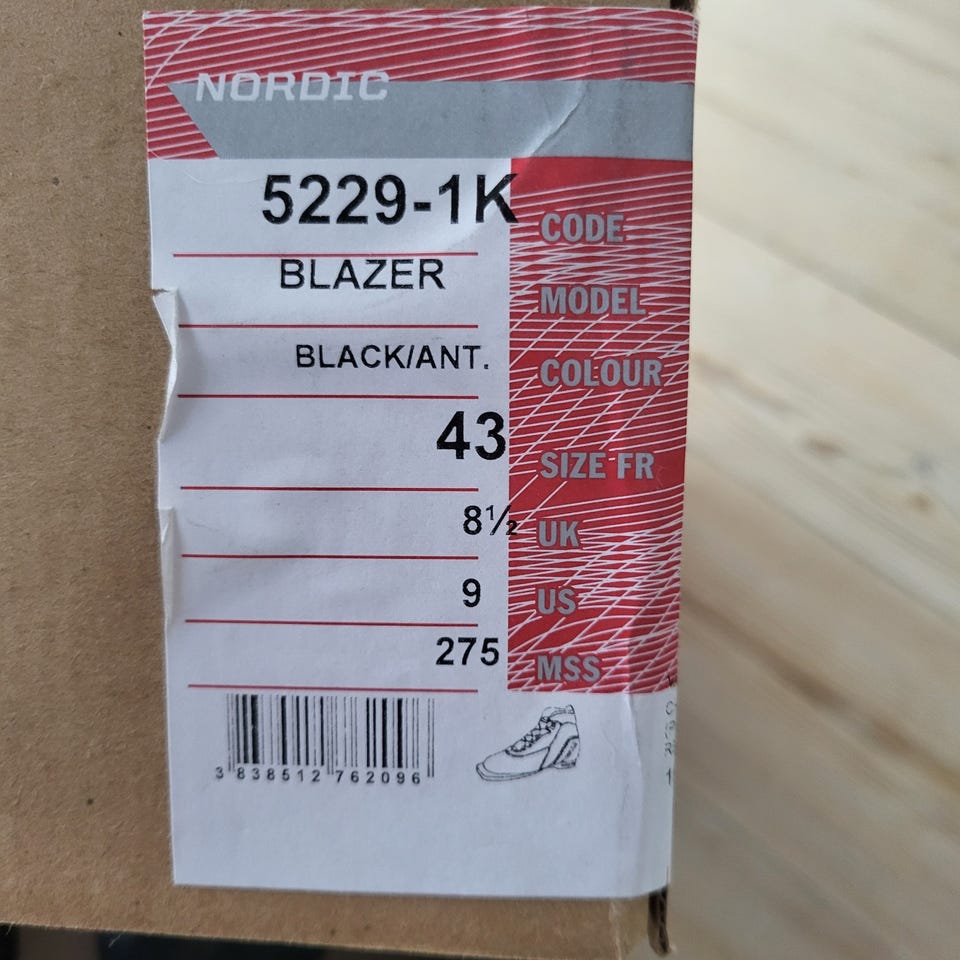 NORDIC
5229-1K CODE
BLAZER MODEL
BLACK/ANT. COLOUR
43 SIZE FR
8½ UK
9 US
275 MSS
3 838512 762096